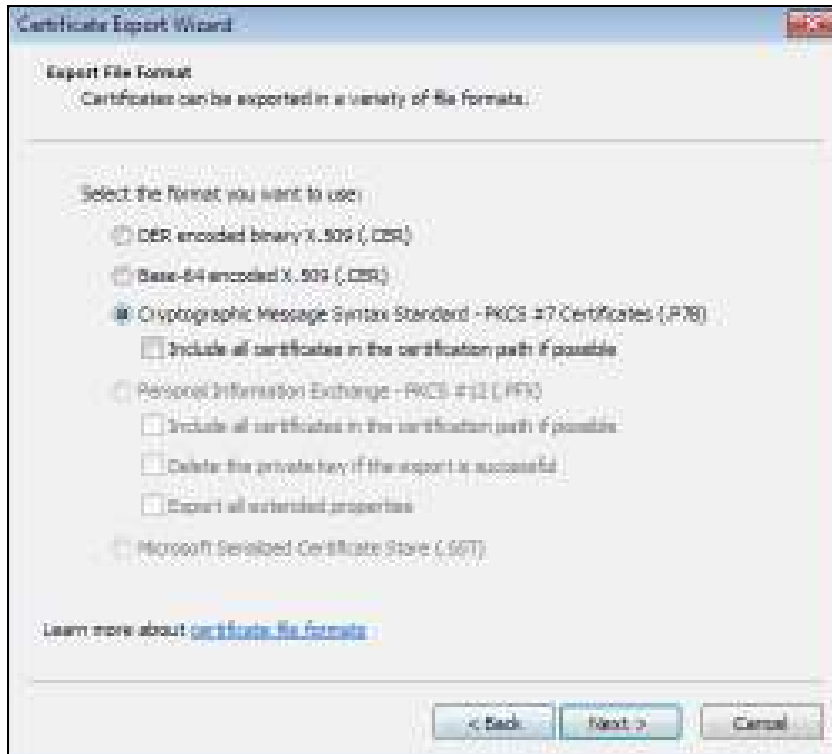 Certificate Export Wizard
Export File Format
Certificates can be exported in a variety of file formats.
Select the format you want to use:
DER encoded binary X.509 (.CER)
Base-64 encoded X.509 (.CER)
Cryptographic Message Syntax Standard - PKCS #7 Certificates (.P7B)
Include all certificates in the certification path if possible
Personal Information Exchange - PKCS #12 (.PFX)
Include all certificates in the certification path if possible
Delete the private key if the export is successful
Export all extended properties
Microsoft Serialized Certificate Store (.SST)
Learn more about certificate file formats
< Back
Next >
Cancel